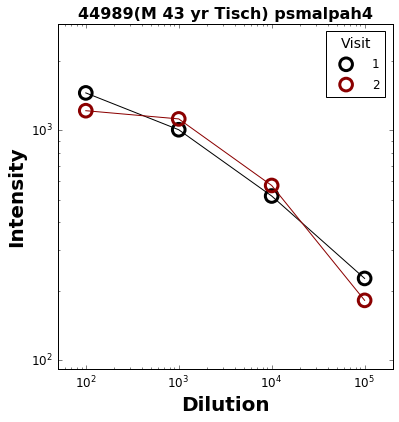 44989(M 43 yr Tisch) psmalpah4
Visit
1
2
Intensity
10³
10²
10² 10³ 10⁴ 10⁵
Dilution